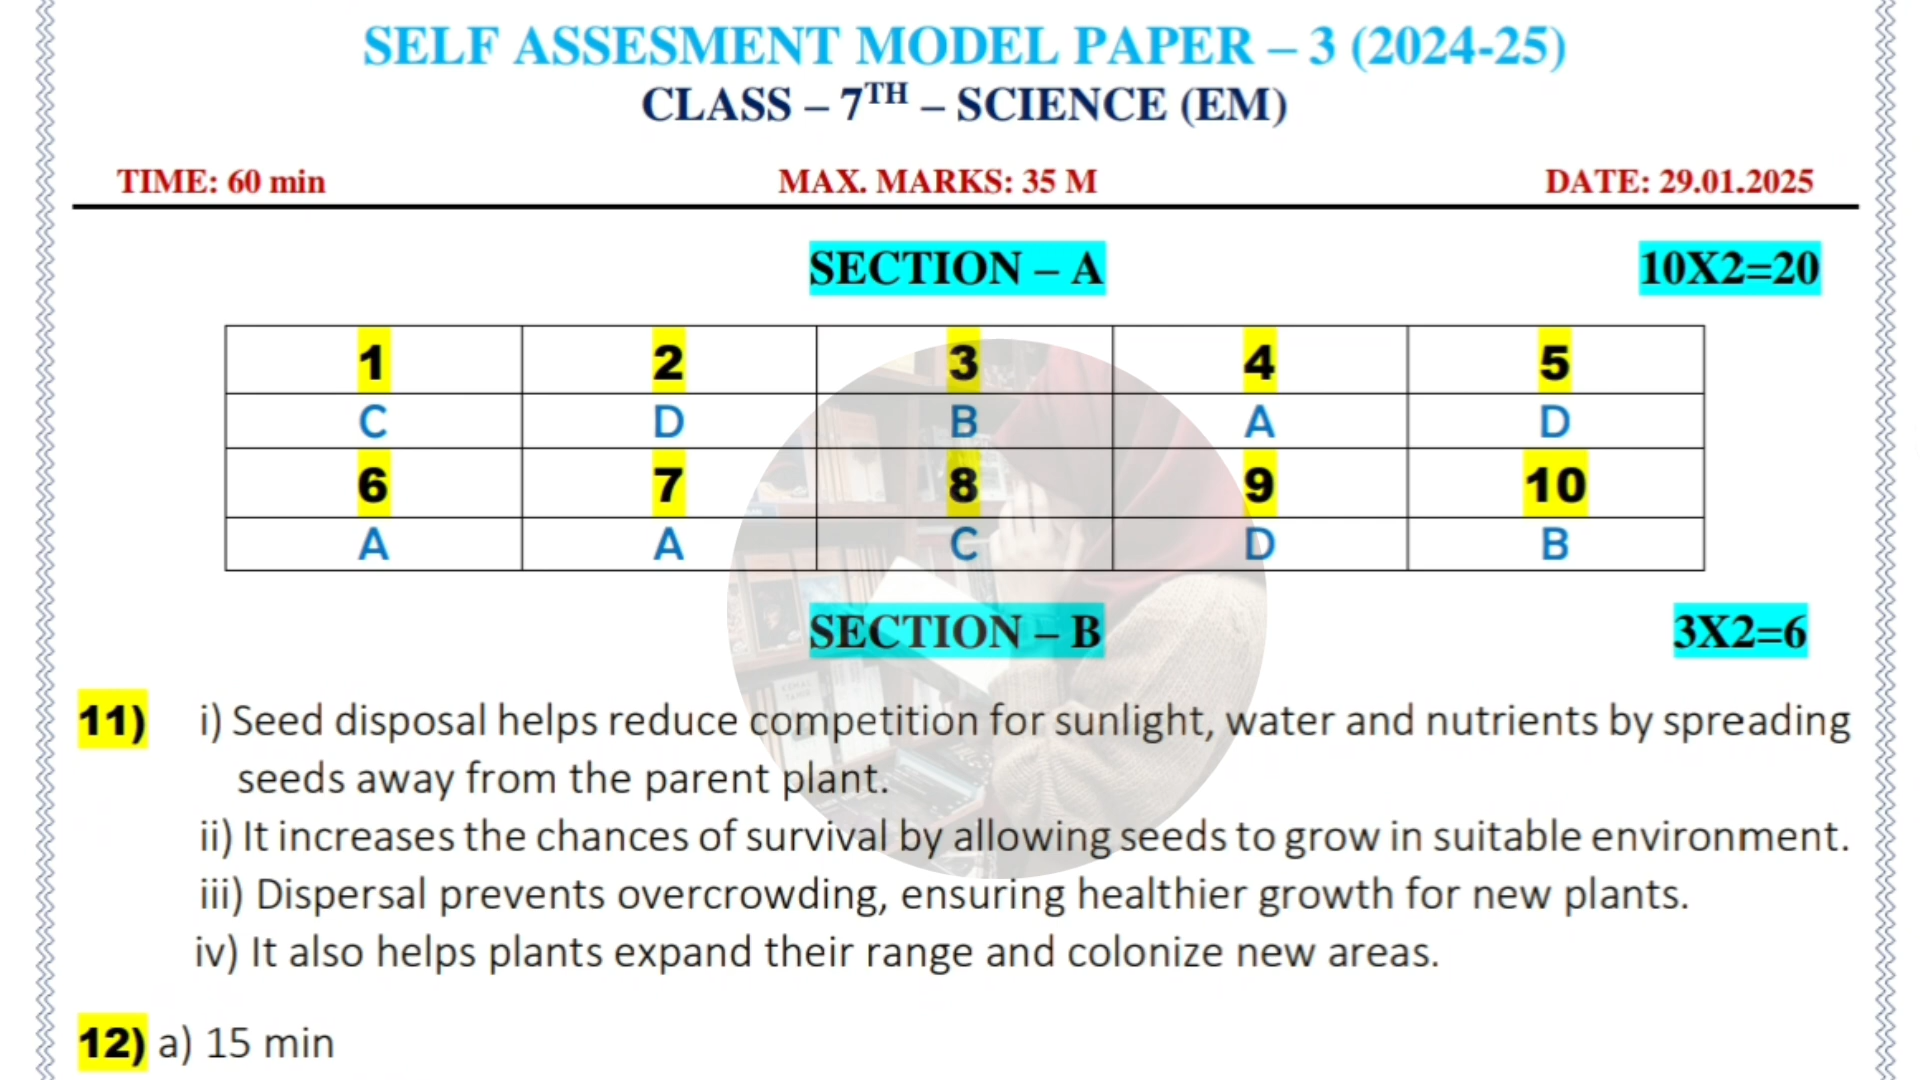 SELF ASSESMENT MODEL PAPER – 3 (2024-25)
CLASS – 7TH – SCIENCE (EM)
TIME: 60 min MAX. MARKS: 35 M DATE: 29.01.2025
SECTION – A 10X2=20
1 2 3 4 5
C D B A D
6 7 8 9 10
A A C D B
SECTION – B 3X2=6
11) i) Seed disposal helps reduce competition for sunlight, water and nutrients by spreading
seeds away from the parent plant.
ii) It increases the chances of survival by allowing seeds to grow in suitable environment.
iii) Dispersal prevents overcrowding, ensuring healthier growth for new plants.
iv) It also helps plants expand their range and colonize new areas.
12) a) 15 min